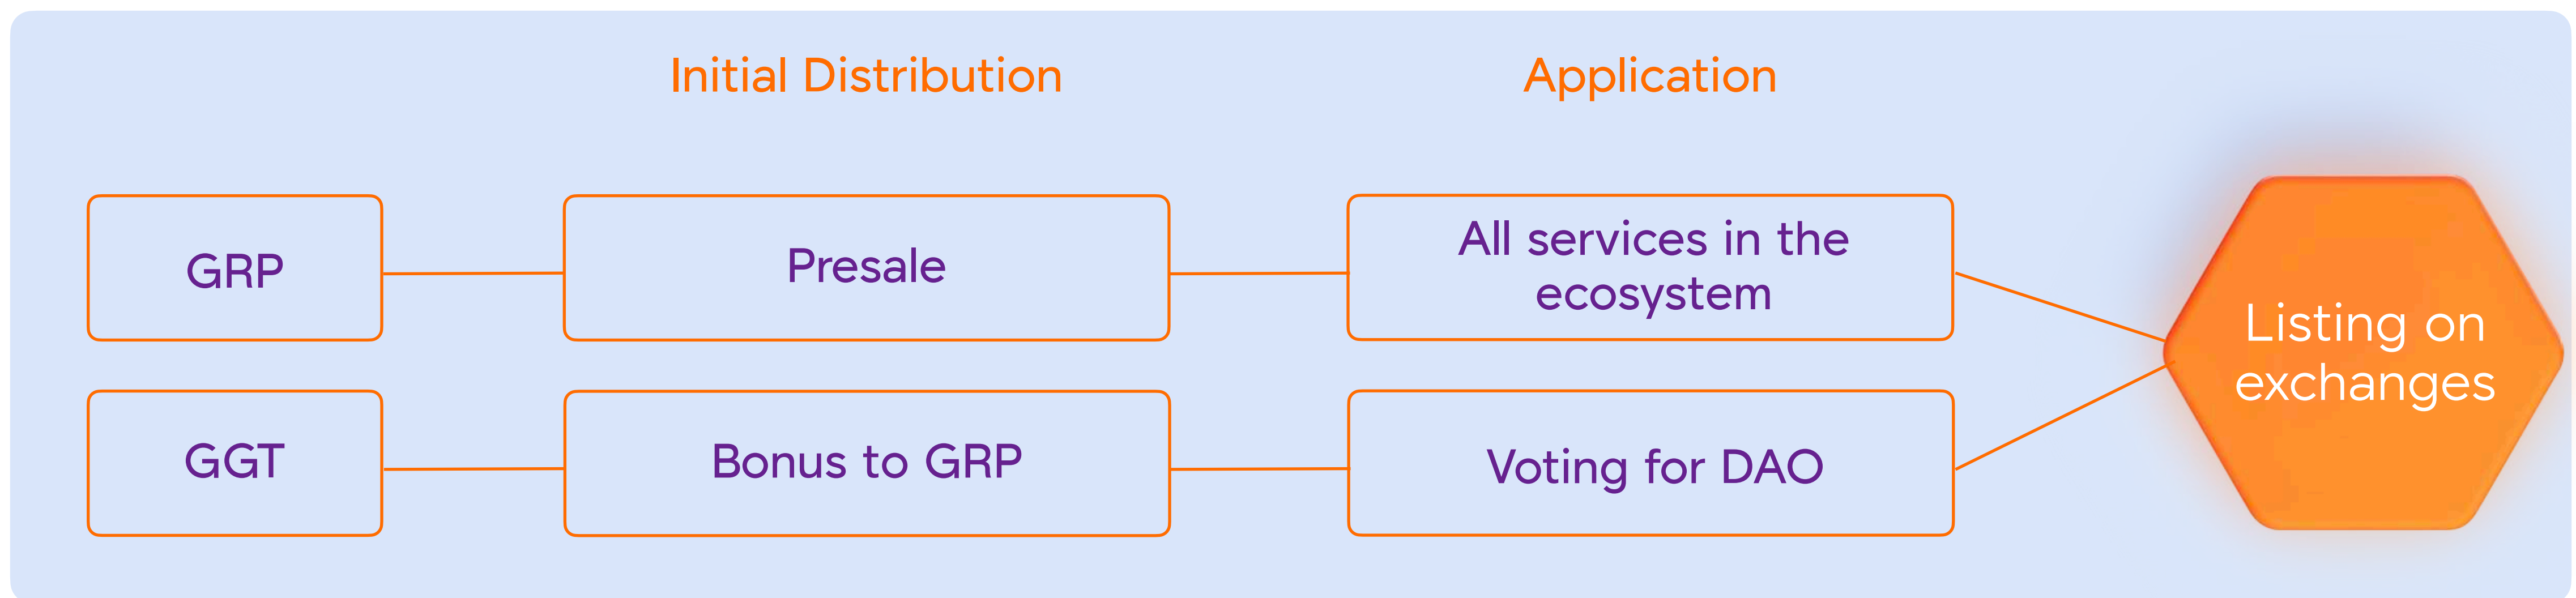 Initial Distribution
Application
GRP
Presale
All services in the
ecosystem
GGT
Bonus to GRP
Voting for DAO
Listing on
exchanges